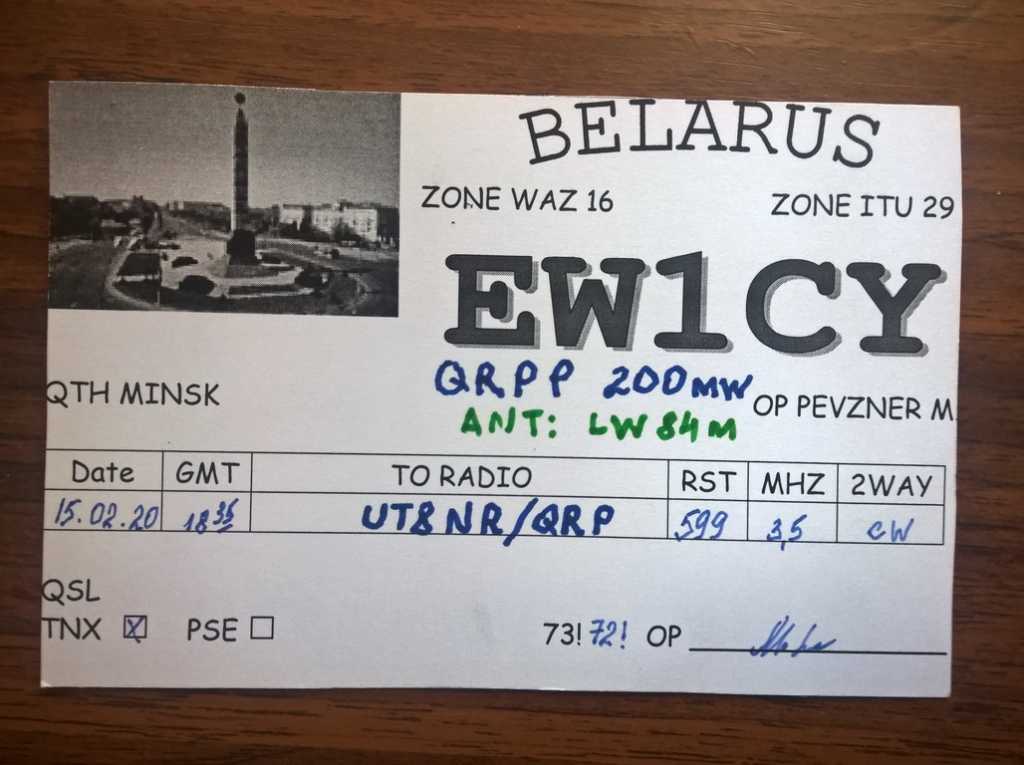 BELARUS
ZONE WAZ 16 ZONE ITU 29
EW1CY
QRPP 200MW
QTH MINSK OP PEVZNER M
ANT: LW 84M
Date GMT TO RADIO RST MHZ 2WAY
15.02.20 18 35 UT8NR/QRP 599 3,5 CW
QSL
TNX PSE 73! 72! OP